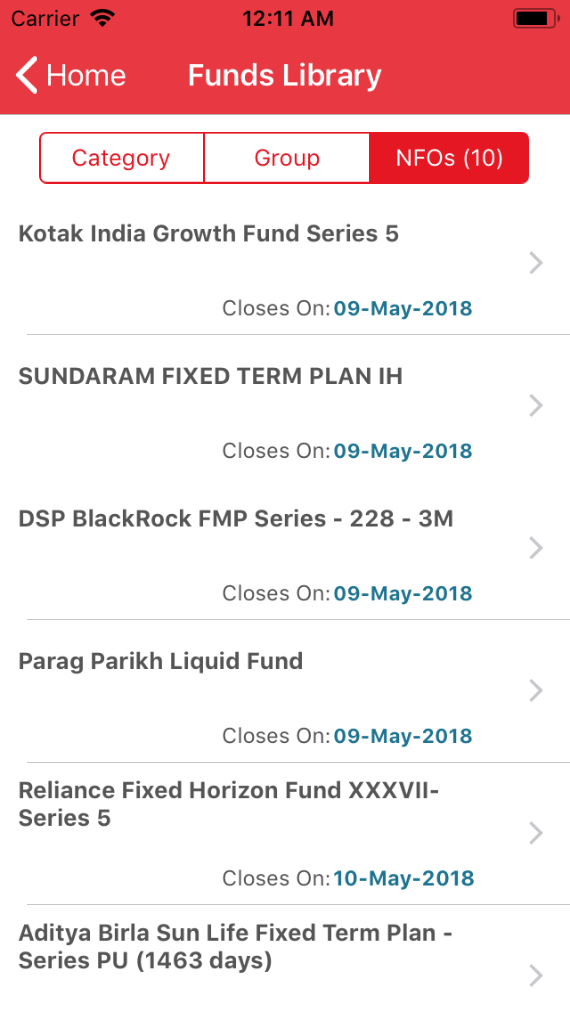 Carrier 12:11 AM
Home Funds Library
Category Group NFOs (10)
Kotak India Growth Fund Series 5
Closes On: 09-May-2018
SUNDARAM FIXED TERM PLAN IH
Closes On: 09-May-2018
DSP BlackRock FMP Series - 228 - 3M
Closes On: 09-May-2018
Parag Parikh Liquid Fund
Closes On: 09-May-2018
Reliance Fixed Horizon Fund XXXVII-
Series 5
Closes On: 10-May-2018
Aditya Birla Sun Life Fixed Term Plan -
Series PU (1463 days)